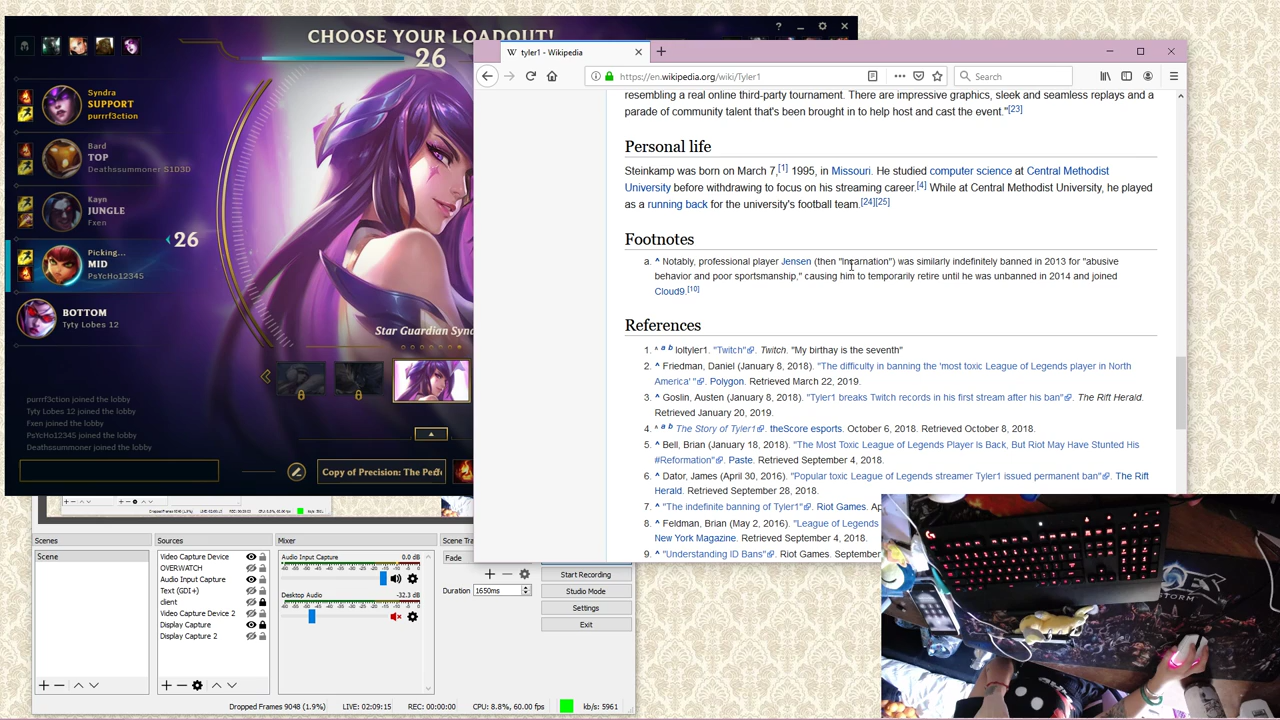 CHOOSE YOUR LOADOUT!
26
Syndra
SUPPORT
purrrf3ction
Bard
TOP
Deathssummoner S1D3D
Kayn
JUNGLE
Fxen
26
Picking...
MID
PsYcHo12345
BOTTOM
Tyty Lobes 12
Star Guardian Sync
purrrf3ction joined the lobby
Tyty Lobes 12 joined the lobby
Fxen joined the lobby
PsYcHo12345 joined the lobby
Deathssummoner joined the lobby
Copy of Precision: The Pede
tyler1 - Wikipedia
https://en.wikipedia.org/wiki/Tyler1
Search
resembling a real online third-party tournament. There are impressive graphics, sleek and seamless replays and a
parade of community talent that's been brought in to help host and cast the event."[23]
Personal life
Steinkamp was born on March 7,[1] 1995, in Missouri. He studied computer science at Central Methodist
University before withdrawing to focus on his streaming career.[4] While at Central Methodist University, he played
as a running back for the university's football team.[24][25]
Footnotes
a. ^ Notably, professional player Jensen (then "Incarnation") was similarly indefinitely banned in 2013 for "abusive
behavior and poor sportsmanship," causing him to temporarily retire until he was unbanned in 2014 and joined
Cloud9.[10]
References
1. ^ a b loltyler1. "Twitch". Twitch. "My birthay is the seventh"
2. ^ Friedman, Daniel (January 8, 2018). "The difficulty in banning the 'most toxic League of Legends player in North
America' ". Polygon. Retrieved March 22, 2019.
3. ^ Goslin, Austen (January 8, 2018). "Tyler1 breaks Twitch records in his first stream after his ban". The Rift Herald.
Retrieved January 20, 2019.
4. ^ a b The Story of Tyler1. theScore esports. October 6, 2018. Retrieved October 8, 2018.
5. ^ Bell, Brian (January 18, 2018). "The Most Toxic League of Legends Player Is Back, But Riot May Have Stunted His
#Reformation". Paste. Retrieved September 4, 2018.
6. ^ Dator, James (April 30, 2016). "Popular toxic League of Legends streamer Tyler1 issued permanent ban". The Rift
Herald. Retrieved September 28, 2018.
7. ^ "The indefinite banning of Tyler1". Riot Games. Ap
8. ^ Feldman, Brian (May 2, 2016). "League of Legends
New York Magazine. Retrieved September 4, 2018.
9. ^ "Understanding ID Bans". Riot Games. September
Scenes
Scene
Sources
Video Capture Device
OVERWATCH
Audio Input Capture
Text (GDI+)
client
Video Capture Device 2
Display Capture
Display Capture 2
Mixer
Audio Input Capture
0.0 dB
Desktop Audio
-32.3 dB
Scene Tra
Fade
Duration
1650ms
Start Recording
Studio Mode
Settings
Exit
Dropped Frames 9048 (1.9%)
LIVE: 02:09:15
REC: 00:00:00
CPU: 8.8%, 60.00 fps
kb/s: 5961